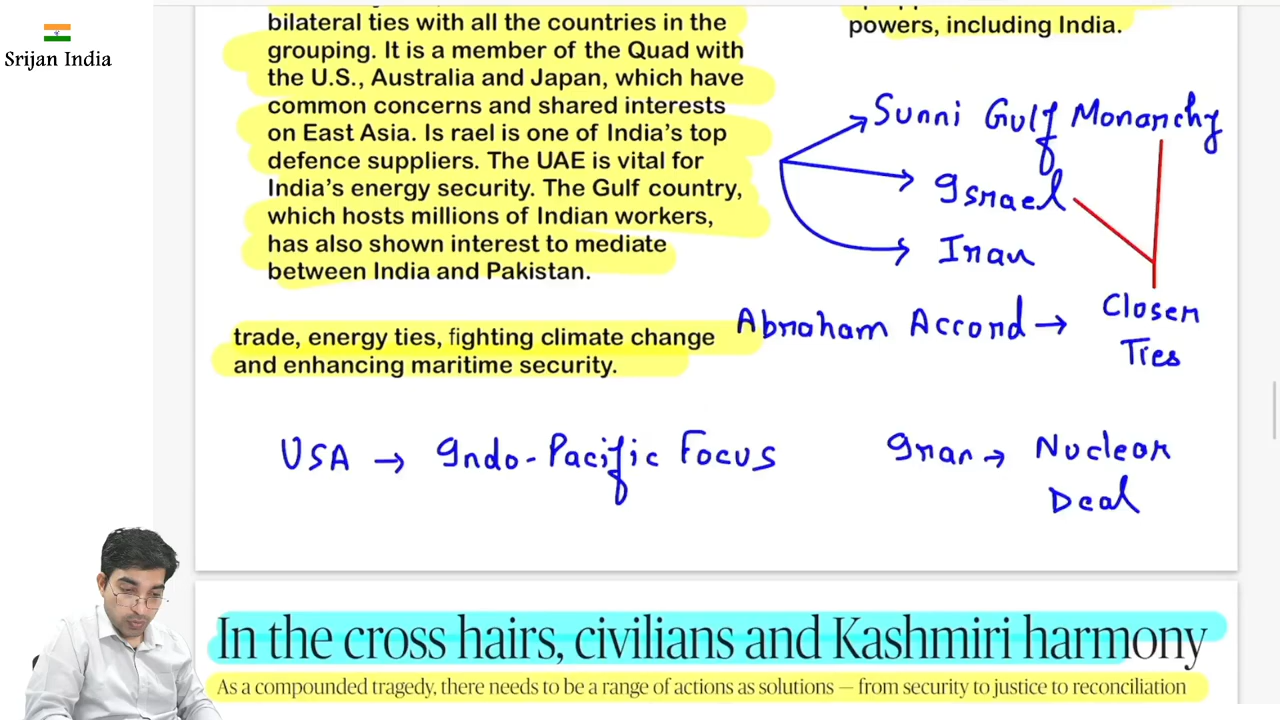 Srijan India
bilateral ties with all the countries in the
grouping. It is a member of the Quad with
the U.S., Australia and Japan, which have
common concerns and shared interests
on East Asia. Is rael is one of India's top
defence suppliers. The UAE is vital for
India's energy security. The Gulf country,
which hosts millions of Indian workers,
has also shown interest to mediate
between India and Pakistan.
trade, energy ties, fighting climate change
and enhancing maritime security.
powers, including India.
Sunni Gulf Monarchy
Israel
Iran
Abraham Accord → Closer
Ties
USA → Indo-Pacific Focus
Iran → Nuclear
Deal
In the cross hairs, civilians and Kashmiri harmony
As a compounded tragedy, there needs to be a range of actions as solutions — from security to justice to reconciliation